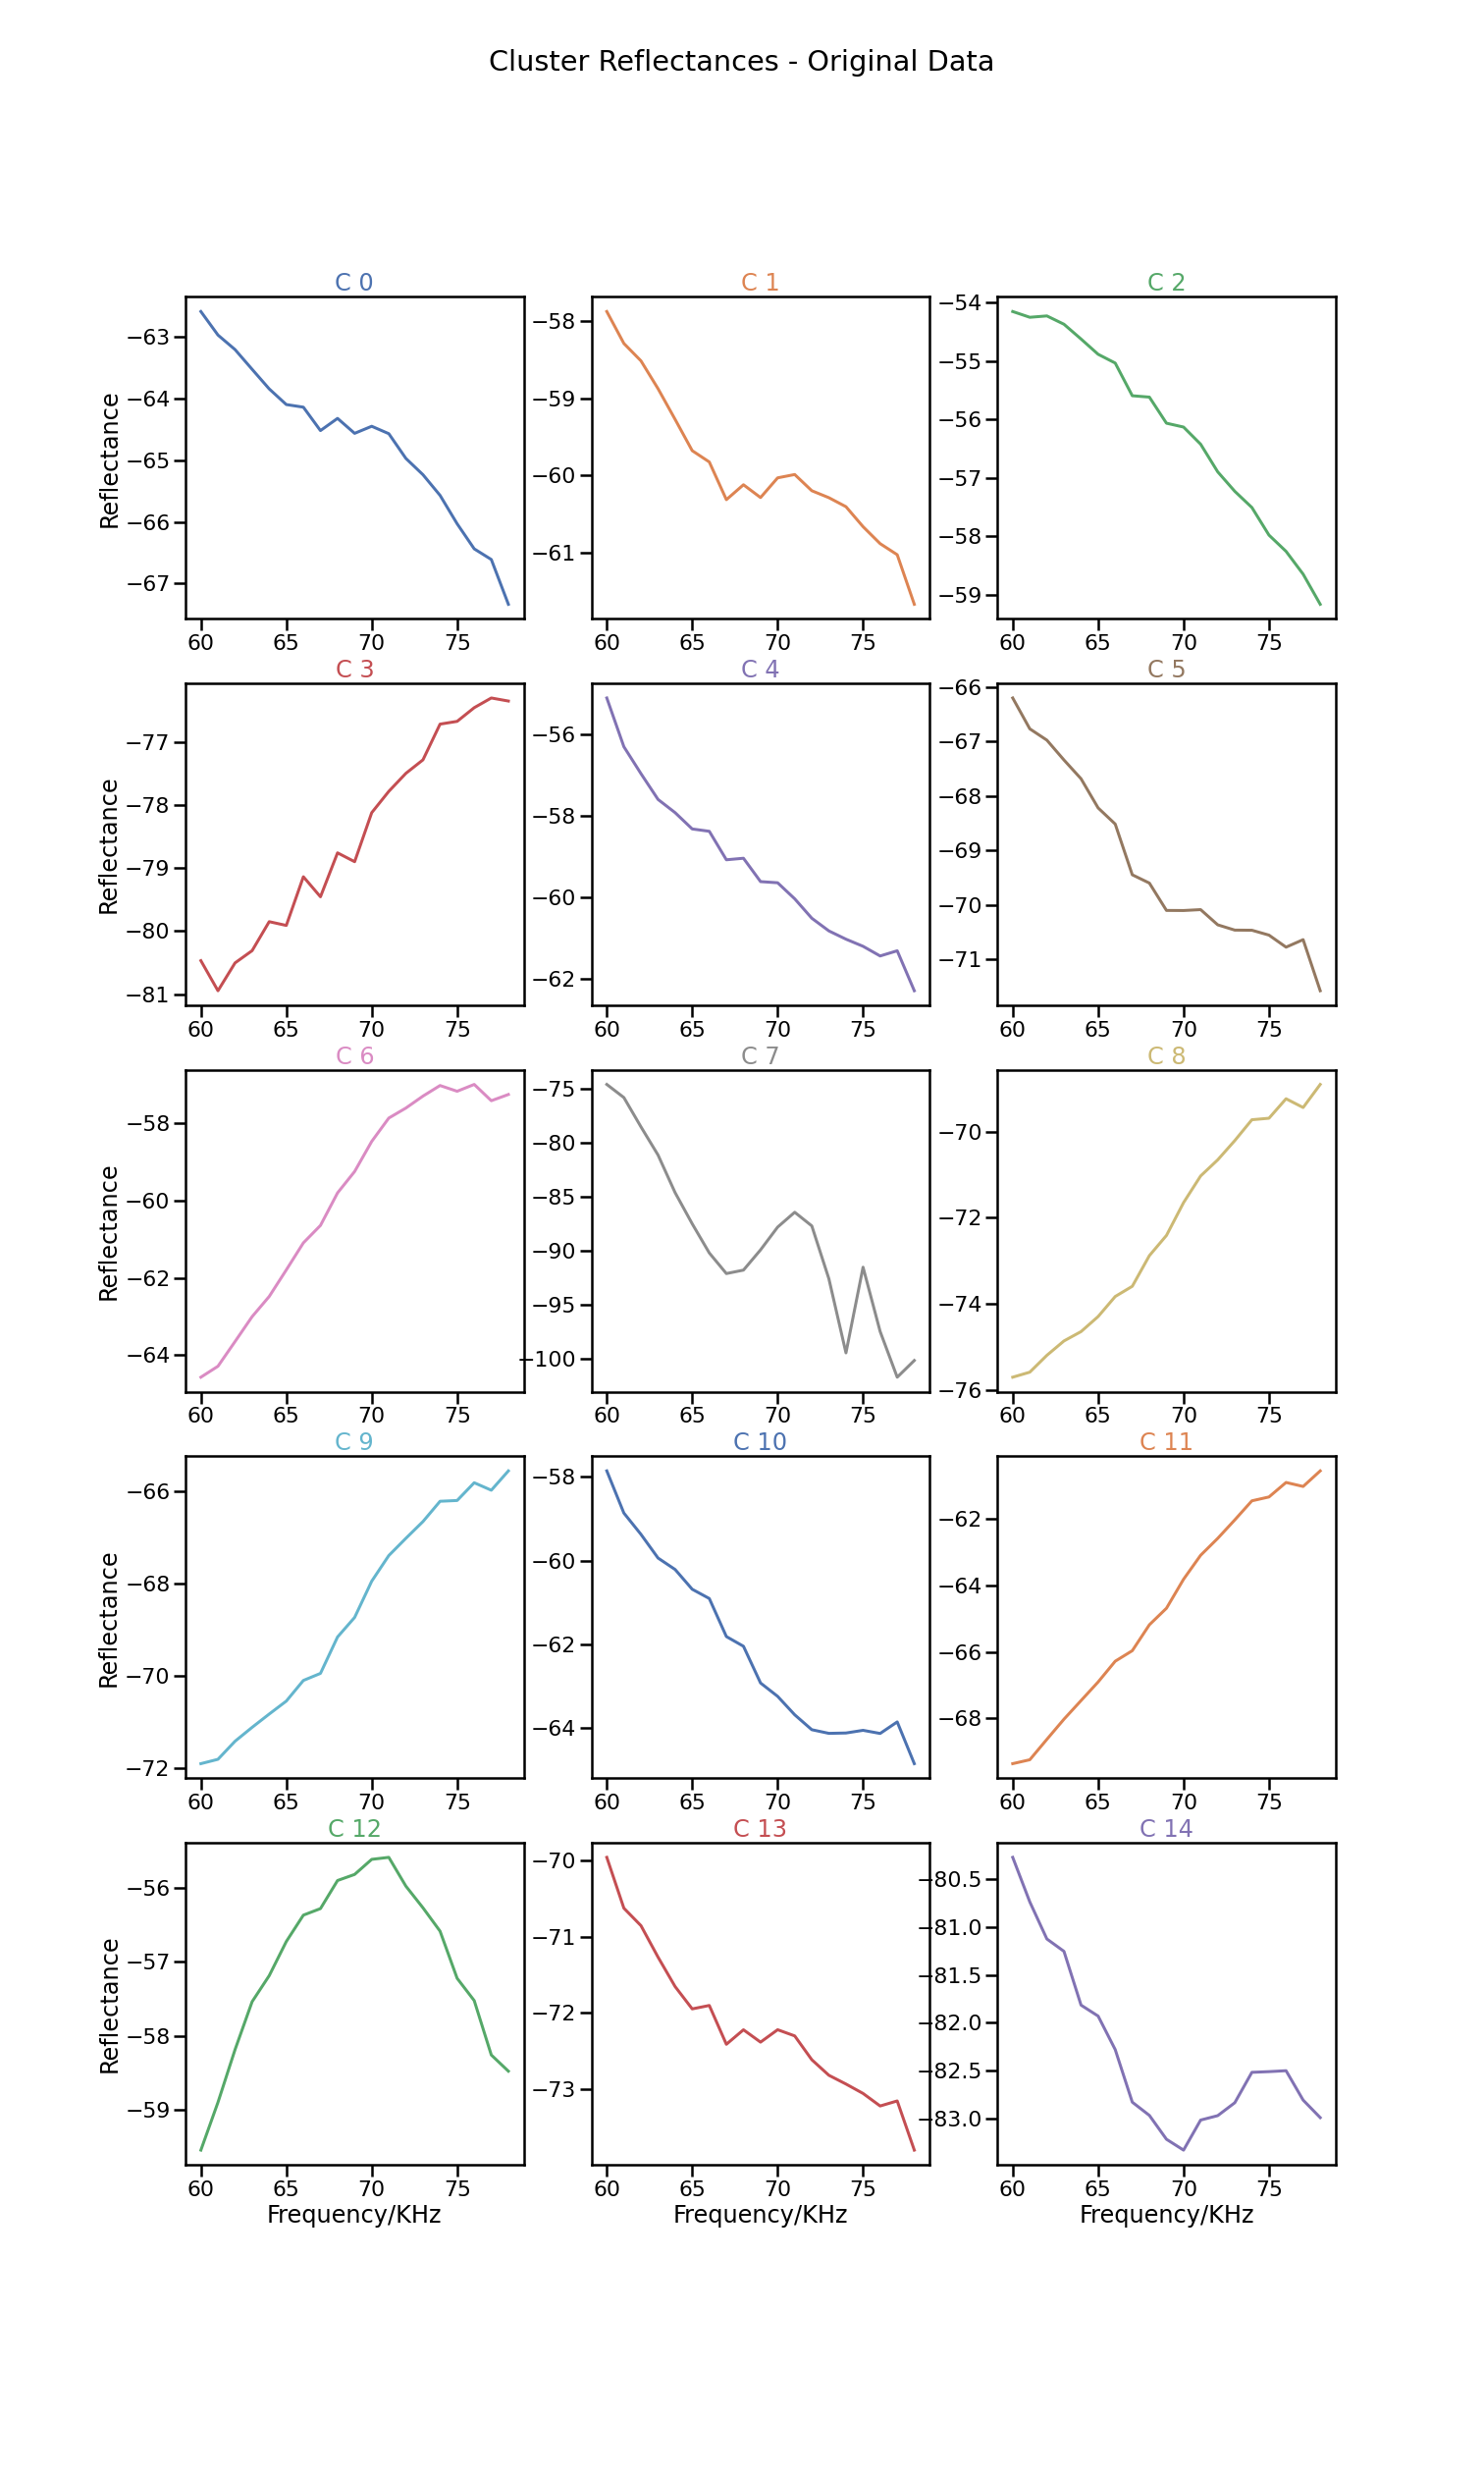 Cluster Reflectances - Original Data
C 0
C 1
C 2
−63
−64
−65
−66
−67
Reflectance
60 65 70 75
−58
−59
−60
−61
60 65 70 75
−54
−55
−56
−57
−58
−59
60 65 70 75
C 3
C 4
C 5
−77
−78
−79
−80
−81
Reflectance
60 65 70 75
−56
−58
−60
−62
60 65 70 75
−66
−67
−68
−69
−70
−71
60 65 70 75
C 6
C 7
C 8
−58
−60
−62
−64
Reflectance
60 65 70 75
−75
−80
−85
−90
−95
−100
60 65 70 75
−70
−72
−74
−76
60 65 70 75
C 9
C 10
C 11
−66
−68
−70
−72
Reflectance
60 65 70 75
−58
−60
−62
−64
60 65 70 75
−62
−64
−66
−68
60 65 70 75
C 12
C 13
C 14
−56
−57
−58
−59
Reflectance
60 65 70 75
Frequency/KHz
−70
−71
−72
−73
60 65 70 75
Frequency/KHz
−80.5
−81.0
−81.5
−82.0
−82.5
−83.0
60 65 70 75
Frequency/KHz